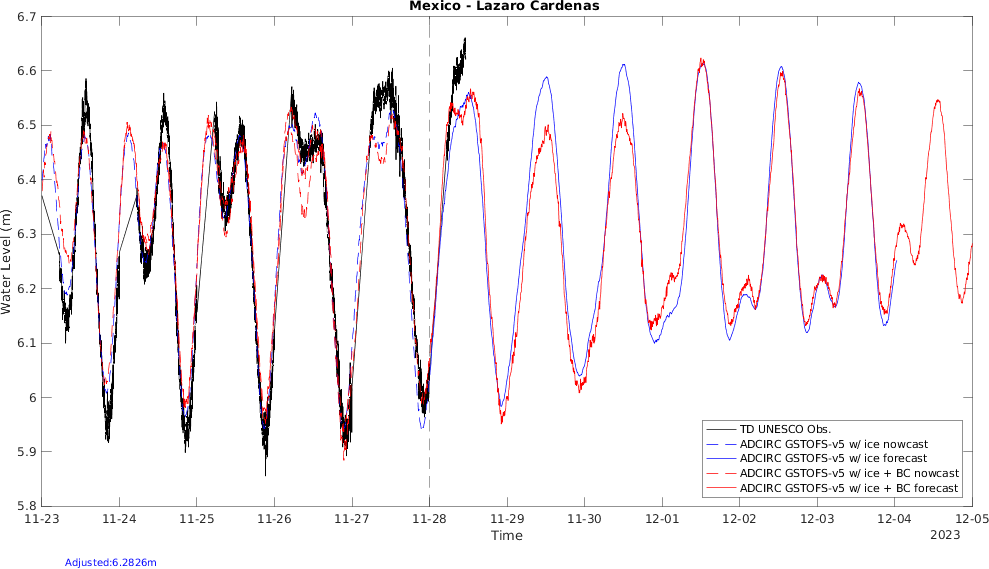 Mexico - Lazaro Cardenas
6.7
6.6
6.5
6.4
6.3
6.2
6.1
6
5.9
5.8
Water Level (m)
11-23 11-24 11-25 11-26 11-27 11-28 11-29 11-30 12-01 12-02 12-03 12-04 12-05
Time
2023
TD UNESCO Obs.
ADCIRC GSTOFS-v5 w/ ice nowcast
ADCIRC GSTOFS-v5 w/ ice forecast
ADCIRC GSTOFS-v5 w/ ice + BC nowcast
ADCIRC GSTOFS-v5 w/ ice + BC forecast
Adjusted:6.2826m